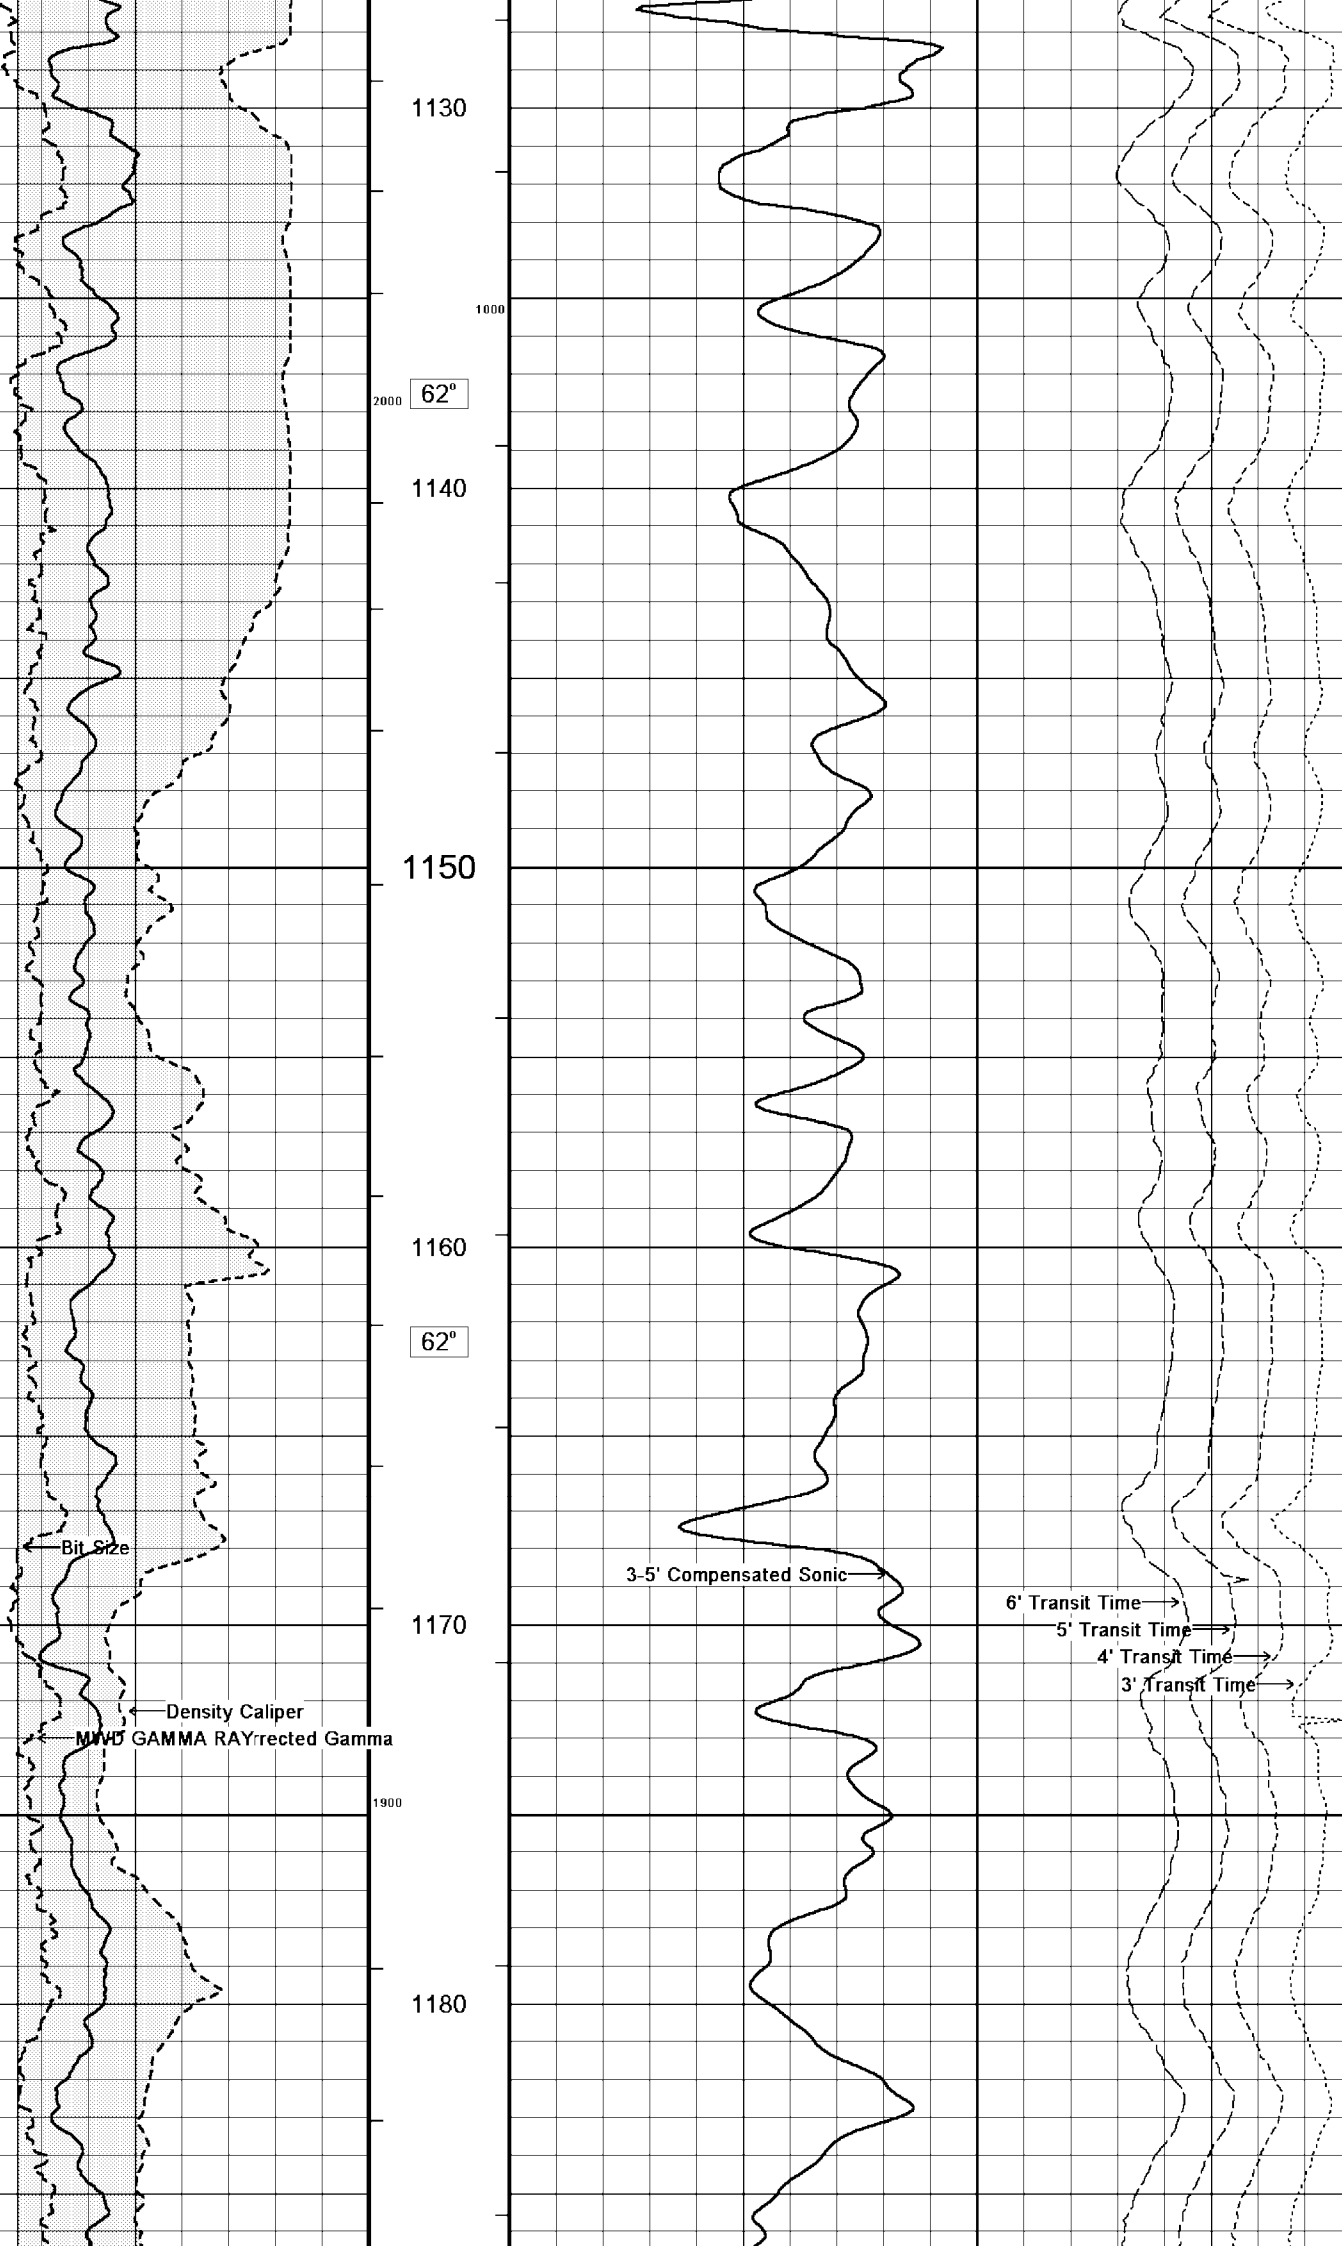 1130
1000
2000
62°
1140
1150
1160
62°
Bit Size
3-5' Compensated Sonic
6' Transit Time
1170
5' Transit Time
4' Transit Time
3' Transit Time
Density Caliper
MWD GAMMA RAYrrected Gamma
1900
1180